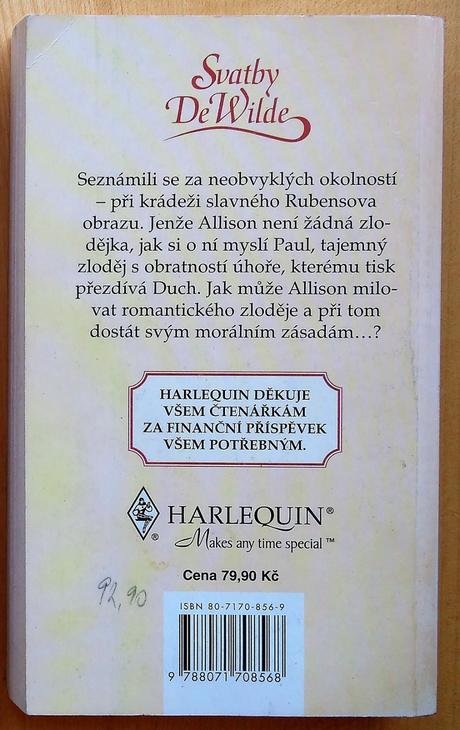 Svatby
DeWilde
Seznámili se za neobvyklých okolností
– při krádeži slavného Rubensova
obrazu. Jenže Allison není žádná zlo-
dějka, jak si o ní myslí Paul, tajemný
zloděj s obratností úhoře, kterému tisk
přezdívá Duch. Jak může Allison milo-
vat romantického zloděje a při tom
dostát svým morálním zásadám…?
HARLEQUIN DĚKUJE
VŠEM ČTENÁŘKÁM
ZA FINANČNÍ PŘÍSPĚVEK
VŠEM POTŘEBNÝM.
HARLEQUIN®
®
Makes any time special™
Cena 79,90 Kč
92,90
ISBN 80-7170-856-9
9 788071 708568